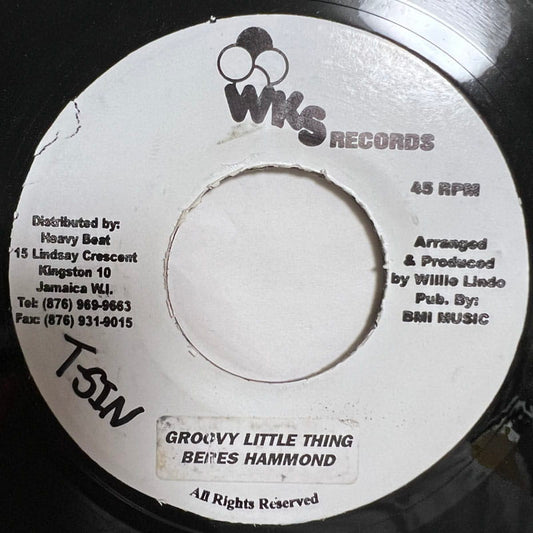 WKS RECORDS
45 RPM
Distributed by:
Heavy Beat
15 Lindsay Crescent
Kingston 10
Jamaica W.I.
Tel: (876) 969-9663
Fax: (876) 931-9015
Arranged
& Produced
by Willie Lindo
Pub. By:
BMI MUSIC
T-SIN
GROOVY LITTLE THING
BERES HAMMOND
All Rights Reserved